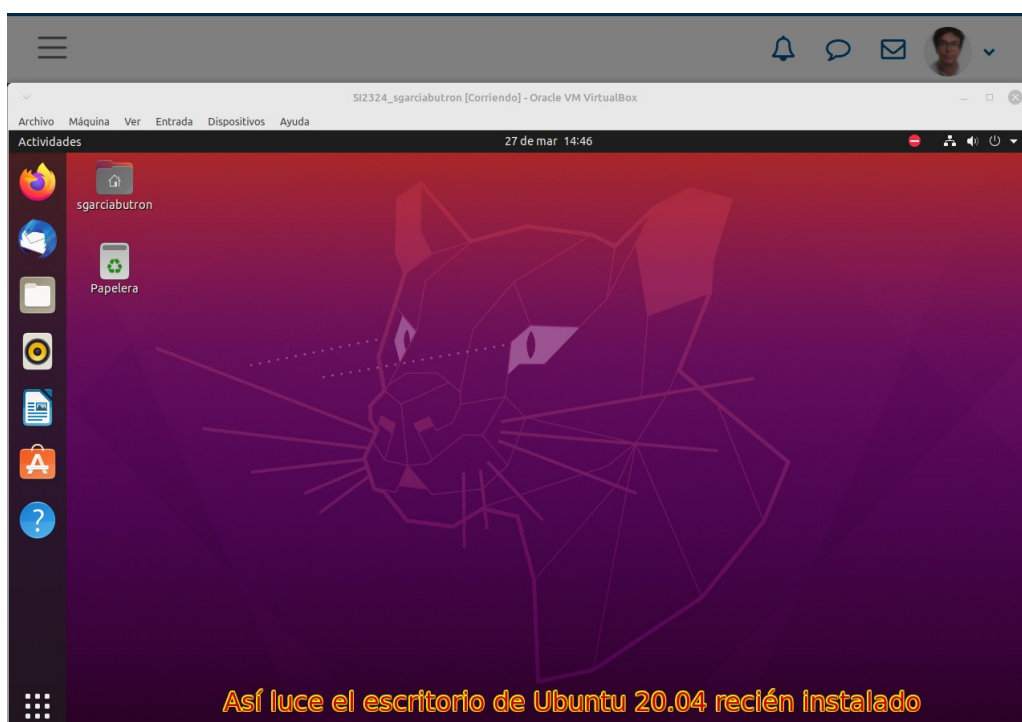 SI2324_sgarciabutron [Corriendo] - Oracle VM VirtualBox
Archivo Máquina Ver Entrada Dispositivos Ayuda
Actividades 27 de mar 14:46
sgarciabutron
Papelera
Así luce el escritorio de Ubuntu 20.04 recién instalado